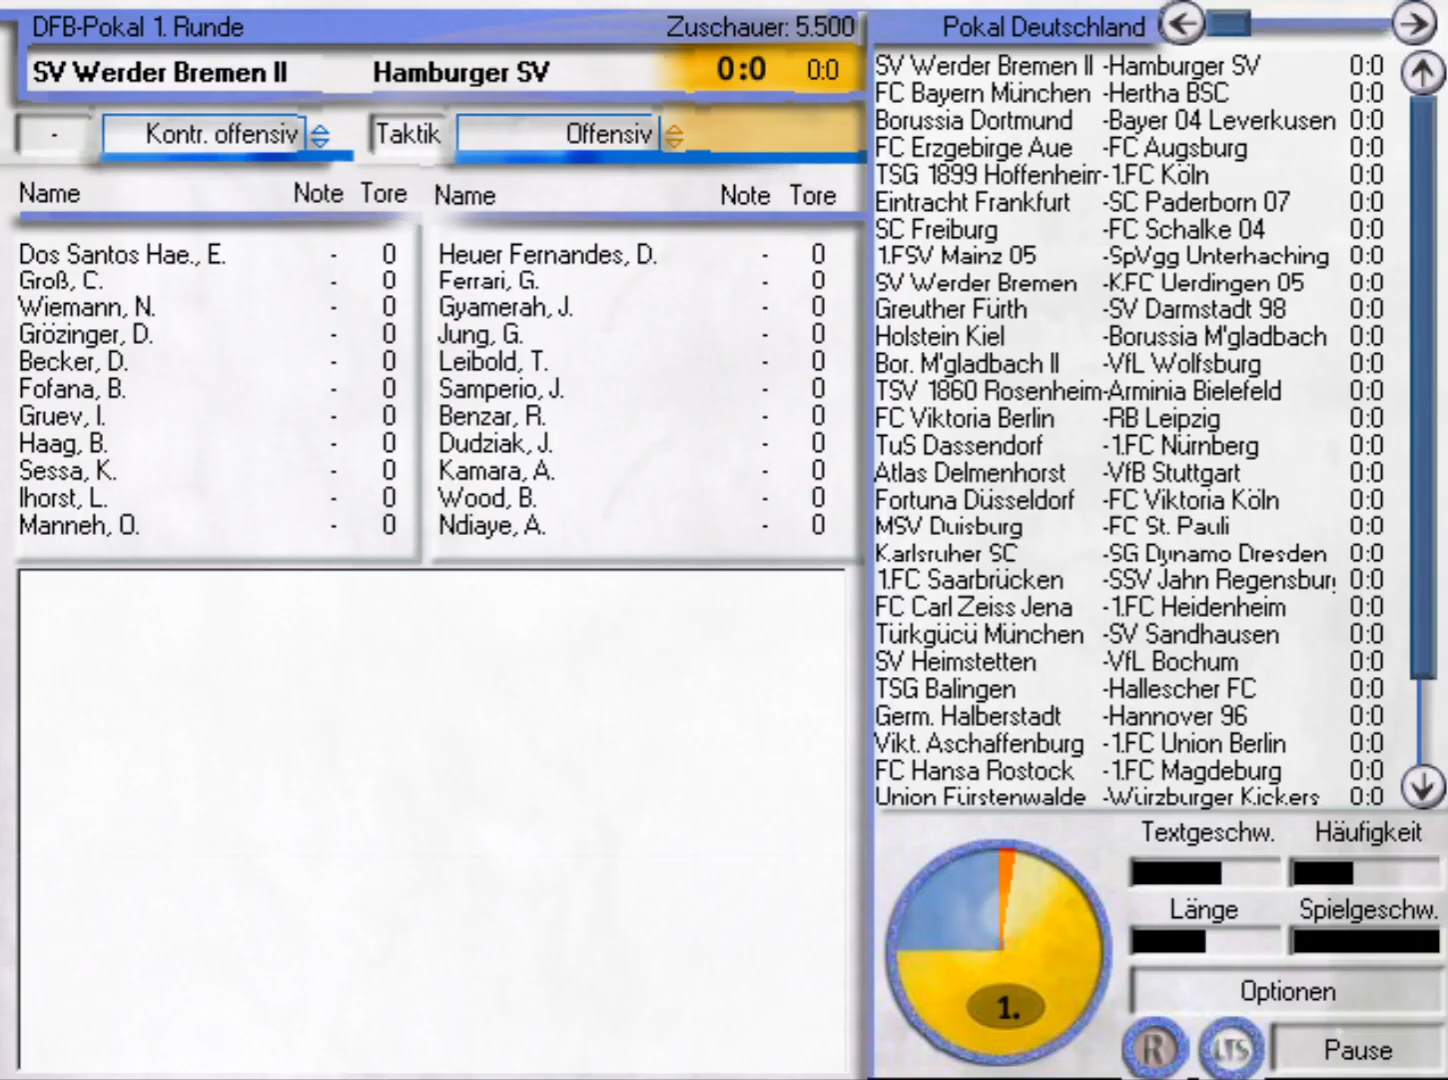 DFB-Pokal 1. Runde Zuschauer: 5.500
SV Werder Bremen II Hamburger SV 0:0 0:0
- Kontr. offensiv Taktik Offensiv
Name Note Tore Name Note Tore
Dos Santos Hae., E. - 0 Heuer Fernandes, D. - 0
Groß, C. - 0 Ferrari, G. - 0
Wiemann, N. - 0 Gyamerah, J. - 0
Grözinger, D. - 0 Jung, G. - 0
Becker, D. - 0 Leibold, T. - 0
Fofana, B. - 0 Samperio, J. - 0
Gruev, I. - 0 Benzar, R. - 0
Haag, B. - 0 Dudziak, J. - 0
Sessa, K. - 0 Kamara, A. - 0
Ihorst, L. - 0 Wood, B. - 0
Manneh, O. - 0 Ndiaye, A. - 0
Pokal Deutschland
SV Werder Bremen II -Hamburger SV 0:0
FC Bayern München -Hertha BSC 0:0
Borussia Dortmund -Bayer 04 Leverkusen 0:0
FC Erzgebirge Aue -FC Augsburg 0:0
TSG 1899 Hoffenheim-1.FC Köln 0:0
Eintracht Frankfurt -SC Paderborn 07 0:0
SC Freiburg -FC Schalke 04 0:0
1.FSV Mainz 05 -SpVgg Unterhaching 0:0
SV Werder Bremen -KFC Uerdingen 05 0:0
Greuther Fürth -SV Darmstadt 98 0:0
Holstein Kiel -Borussia M'gladbach 0:0
Bor. M'gladbach II -VfL Wolfsburg 0:0
TSV 1860 Rosenheim-Arminia Bielefeld 0:0
FC Viktoria Berlin -RB Leipzig 0:0
TuS Dassendorf -1.FC Nürnberg 0:0
Atlas Delmenhorst -VfB Stuttgart 0:0
Fortuna Düsseldorf -FC Viktoria Köln 0:0
MSV Duisburg -FC St. Pauli 0:0
Karlsruher SC -SG Dynamo Dresden 0:0
1.FC Saarbrücken -SSV Jahn Regensburg 0:0
FC Carl Zeiss Jena -1.FC Heidenheim 0:0
Türkgücü München -SV Sandhausen 0:0
SV Heimstetten -VfL Bochum 0:0
TSG Balingen -Hallescher FC 0:0
Germ. Halberstadt -Hannover 96 0:0
Vikt. Aschaffenburg -1.FC Union Berlin 0:0
FC Hansa Rostock -1.FC Magdeburg 0:0
Union Fürstenwalde -Würzburger Kickers 0:0
Textgeschw. Häufigkeit
Länge Spielgeschw.
Optionen
1.
R LTS Pause